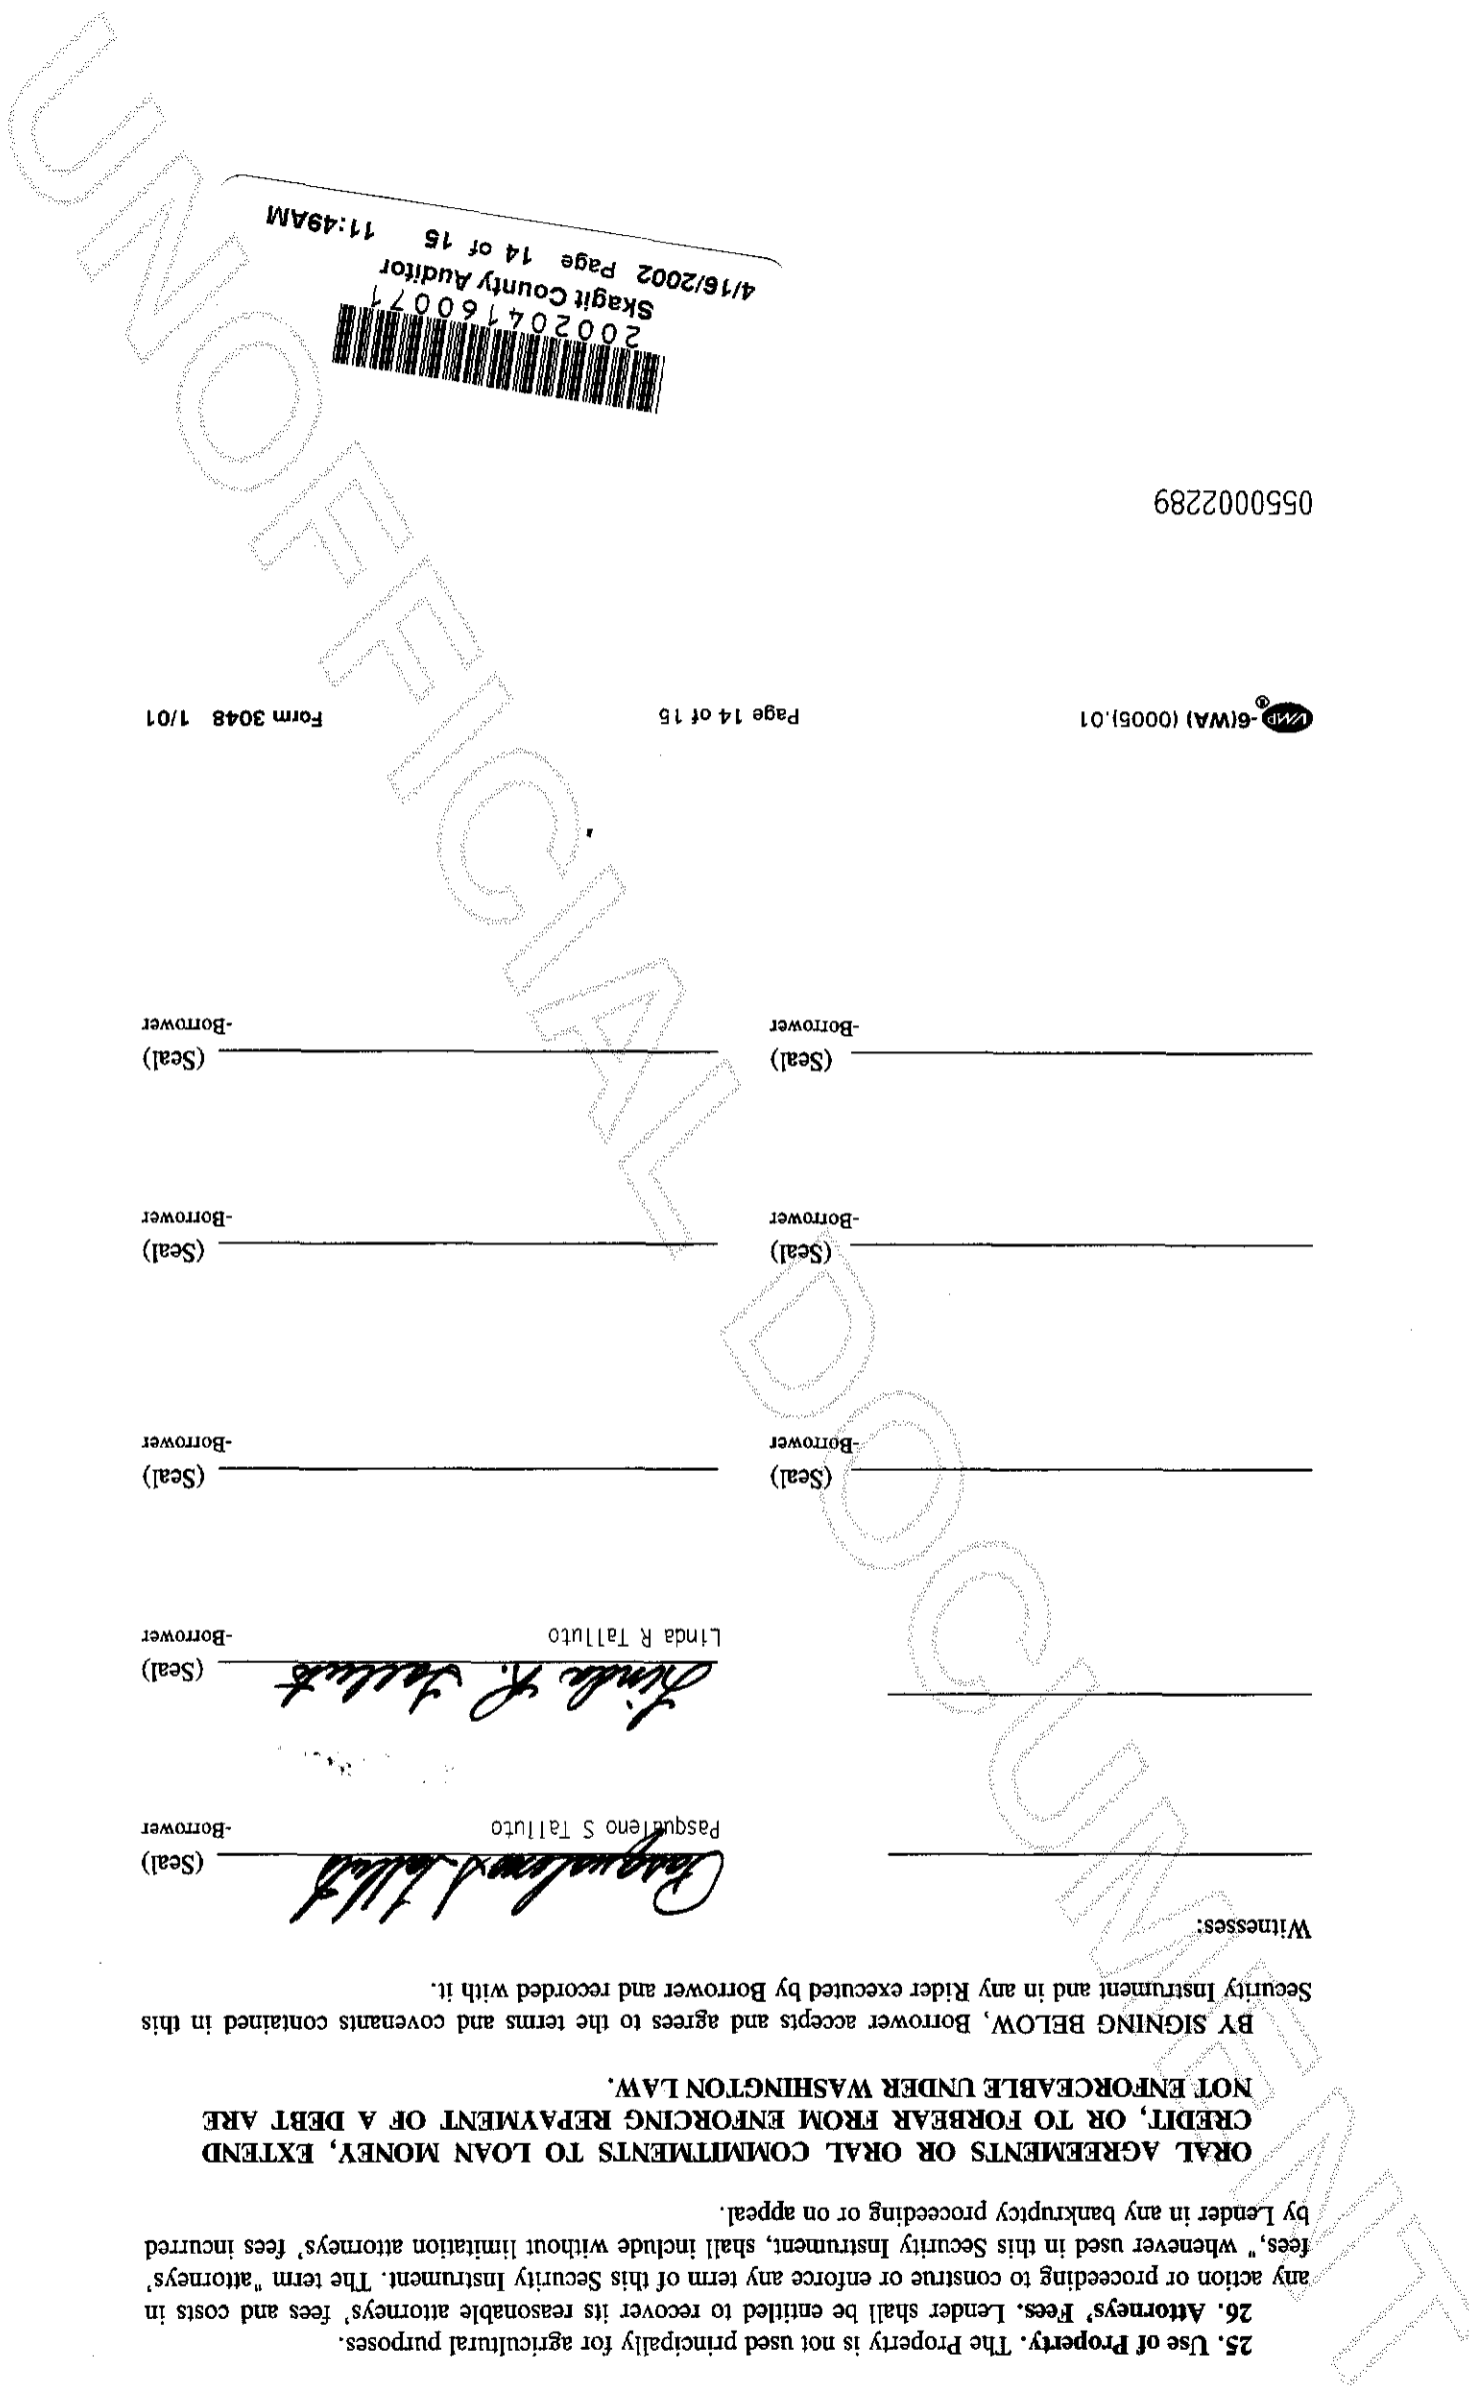 25. Use of Property. The Property is not used principally for agricultural purposes.
26. Attorneys' Fees. Lender shall be entitled to recover its reasonable attorneys' fees and costs in
any action or proceeding to construe or enforce any term of this Security Instrument. The term "attorneys'
fees," whenever used in this Security Instrument, shall include without limitation attorneys' fees incurred
by Lender in any bankruptcy proceeding or on appeal.
ORAL AGREEMENTS OR ORAL COMMITMENTS TO LOAN MONEY, EXTEND
CREDIT, OR TO FORBEAR FROM ENFORCING REPAYMENT OF A DEBT ARE
NOT ENFORCEABLE UNDER WASHINGTON LAW.
BY SIGNING BELOW, Borrower accepts and agrees to the terms and covenants contained in this
Security Instrument and in any Rider executed by Borrower and recorded with it.
Witnesses:
Pasqualeno S Talluto (Seal)
Pasqualeno S Talluto -Borrower
Linda R. Talluto (Seal)
Linda R Talluto -Borrower
(Seal) (Seal)
-Borrower -Borrower
(Seal) (Seal)
-Borrower -Borrower
(Seal) (Seal)
-Borrower -Borrower
VMP®-6(WA) (0005).01 Page 14 of 15 Form 3048 1/01
0550002289
200204160071
Skagit County Auditor
4/16/2002 Page 14 of 15 11:49AM
UNOFFICIAL DOCUMENT